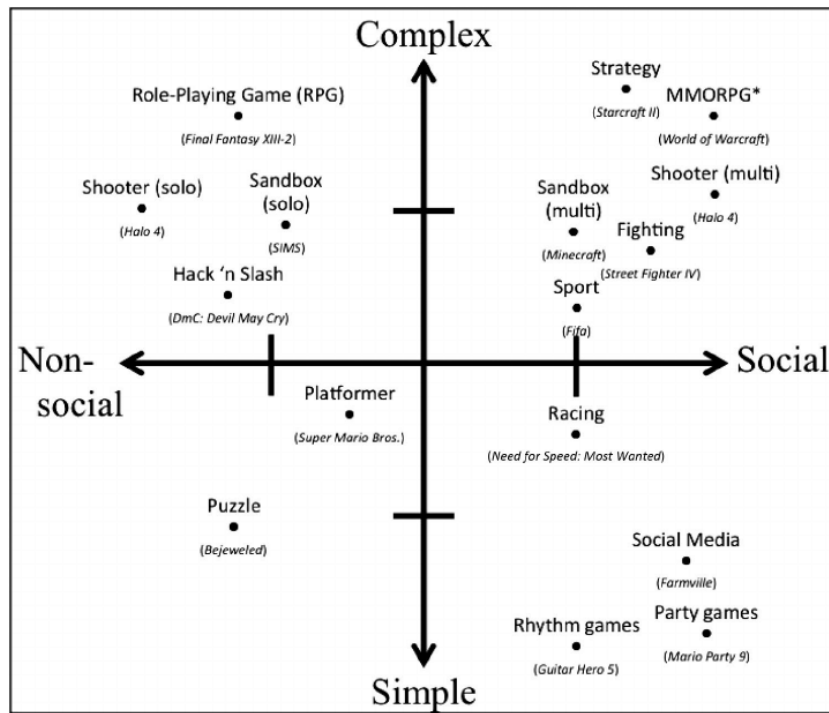 Complex
Strategy
(Starcraft II)
Role-Playing Game (RPG)
(Final Fantasy XIII-2)
MMORPG*
(World of Warcraft)
Shooter (solo)
(Halo 4)
Sandbox
(solo)
(SIMS)
Sandbox
(multi)
(Minecraft)
Shooter (multi)
(Halo 4)
Fighting
(Street Fighter IV)
Hack ‘n Slash
(DmC: Devil May Cry)
Sport
(Fifa)
Non-
social
Social
Platformer
(Super Mario Bros.)
Racing
(Need for Speed: Most Wanted)
Puzzle
(Bejeweled)
Social Media
(Farmville)
Rhythm games
(Guitar Hero 5)
Party games
(Mario Party 9)
Simple